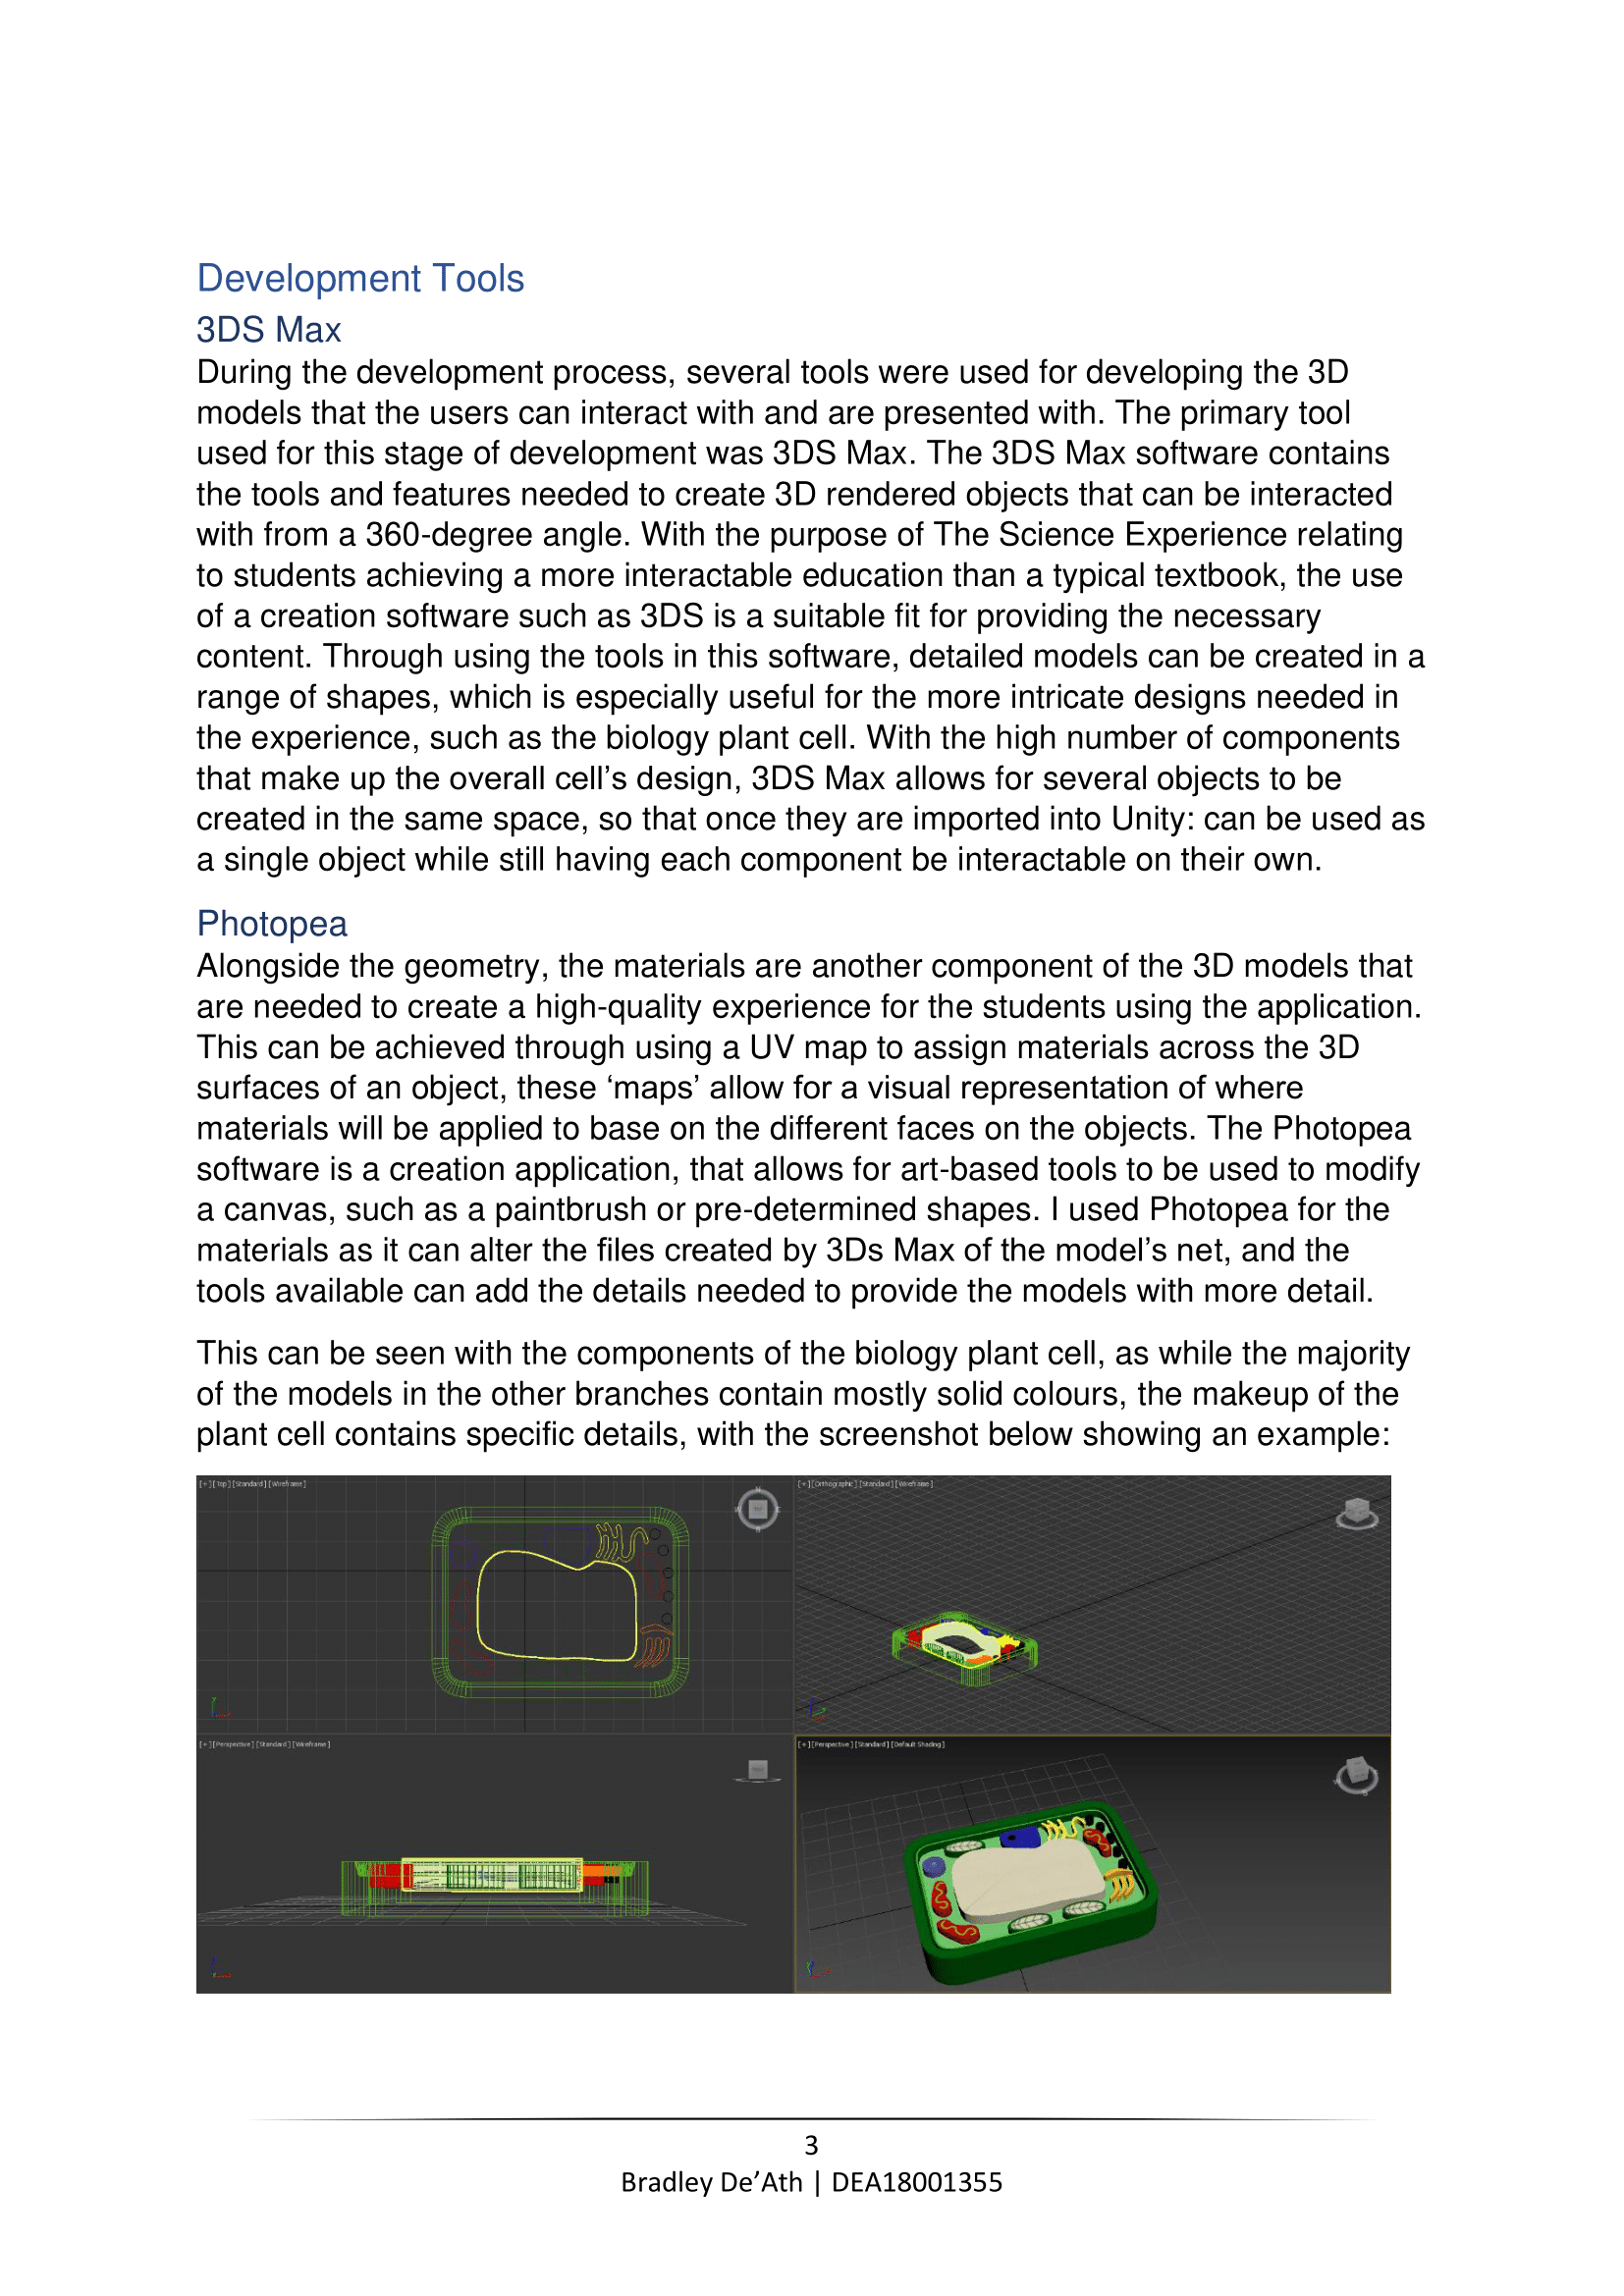 Development Tools
3DS Max
During the development process, several tools were used for developing the 3D
models that the users can interact with and are presented with. The primary tool
used for this stage of development was 3DS Max. The 3DS Max software contains
the tools and features needed to create 3D rendered objects that can be interacted
with from a 360-degree angle. With the purpose of The Science Experience relating
to students achieving a more interactable education than a typical textbook, the use
of a creation software such as 3DS is a suitable fit for providing the necessary
content. Through using the tools in this software, detailed models can be created in a
range of shapes, which is especially useful for the more intricate designs needed in
the experience, such as the biology plant cell. With the high number of components
that make up the overall cell’s design, 3DS Max allows for several objects to be
created in the same space, so that once they are imported into Unity: can be used as
a single object while still having each component be interactable on their own.
Photopea
Alongside the geometry, the materials are another component of the 3D models that
are needed to create a high-quality experience for the students using the application.
This can be achieved through using a UV map to assign materials across the 3D
surfaces of an object, these ‘maps’ allow for a visual representation of where
materials will be applied to base on the different faces on the objects. The Photopea
software is a creation application, that allows for art-based tools to be used to modify
a canvas, such as a paintbrush or pre-determined shapes. I used Photopea for the
materials as it can alter the files created by 3Ds Max of the model’s net, and the
tools available can add the details needed to provide the models with more detail.
This can be seen with the components of the biology plant cell, as while the majority
of the models in the other branches contain mostly solid colours, the makeup of the
plant cell contains specific details, with the screenshot below showing an example:
[+] [Top] [Standard] [Wireframe]
[+] [Orthographic] [Standard] [Wireframe]
[+] [Perspective] [Standard] [Wireframe]
[+] [Perspective] [Standard] [Default Shading]
3
Bradley De’Ath | DEA18001355